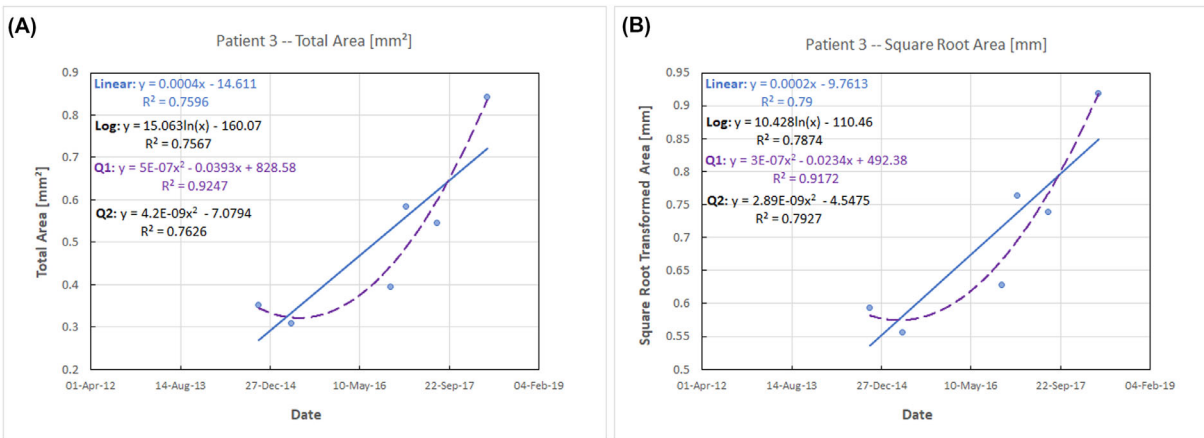 (A)
Patient 3 -- Total Area [mm²]
Linear: y = 0.0004x - 14.611
R² = 0.7596
Log: y = 15.063ln(x) - 160.07
R² = 0.7567
Q1: y = 5E-07x² - 0.0393x + 828.58
R² = 0.9247
Q2: y = 4.2E-09x² - 7.0794
R² = 0.7626
Total Area [mm²]
0.9
0.8
0.7
0.6
0.5
0.4
0.3
0.2
01-Apr-12 14-Aug-13 27-Dec-14 10-May-16 22-Sep-17 04-Feb-19
Date
(B)
Patient 3 -- Square Root Area [mm]
Linear: y = 0.0002x - 9.7613
R² = 0.79
Log: y = 10.428ln(x) - 110.46
R² = 0.7874
Q1: y = 3E-07x² - 0.0234x + 492.38
R² = 0.9172
Q2: y = 2.89E-09x² - 4.5475
R² = 0.7927
Square Root Transformed Area [mm]
0.95
0.9
0.85
0.8
0.75
0.7
0.65
0.6
0.55
0.5
01-Apr-12 14-Aug-13 27-Dec-14 10-May-16 22-Sep-17 04-Feb-19
Date